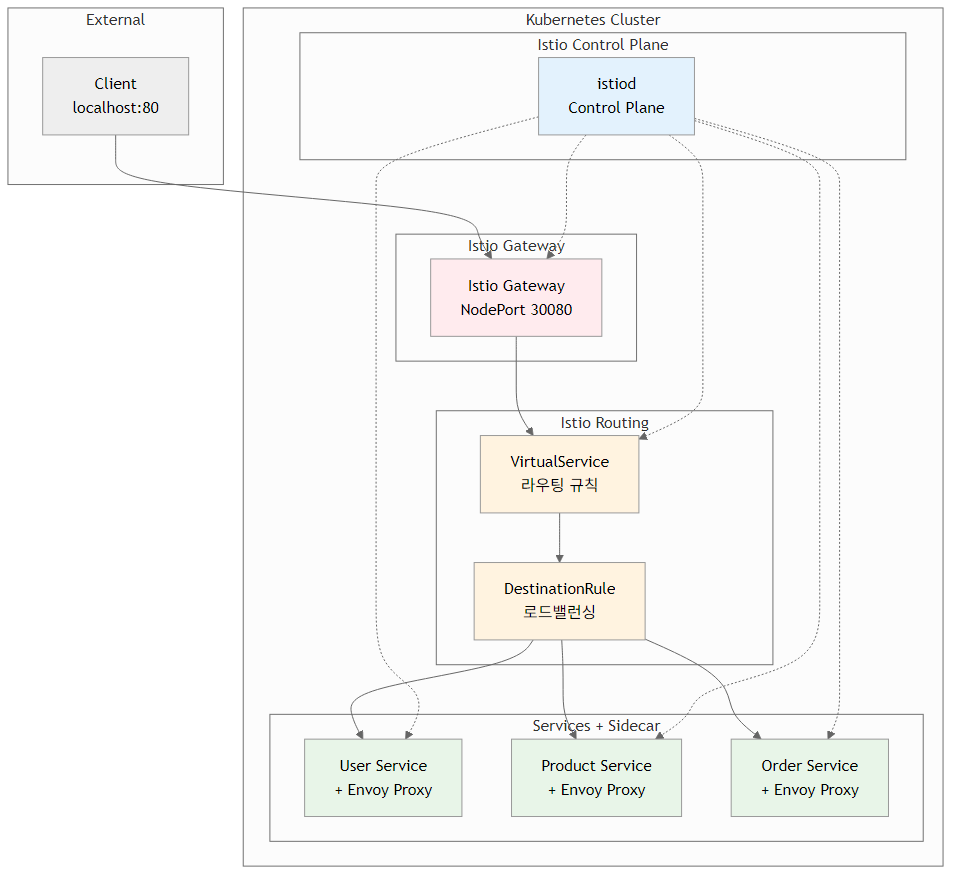 External
Client
localhost:80
Kubernetes Cluster
Istio Control Plane
istiod
Control Plane
Istio Gateway
Istio Gateway
NodePort 30080
Istio Routing
VirtualService
라우팅 규칙
DestinationRule
로드밸런싱
Services + Sidecar
User Service
+ Envoy Proxy
Product Service
+ Envoy Proxy
Order Service
+ Envoy Proxy